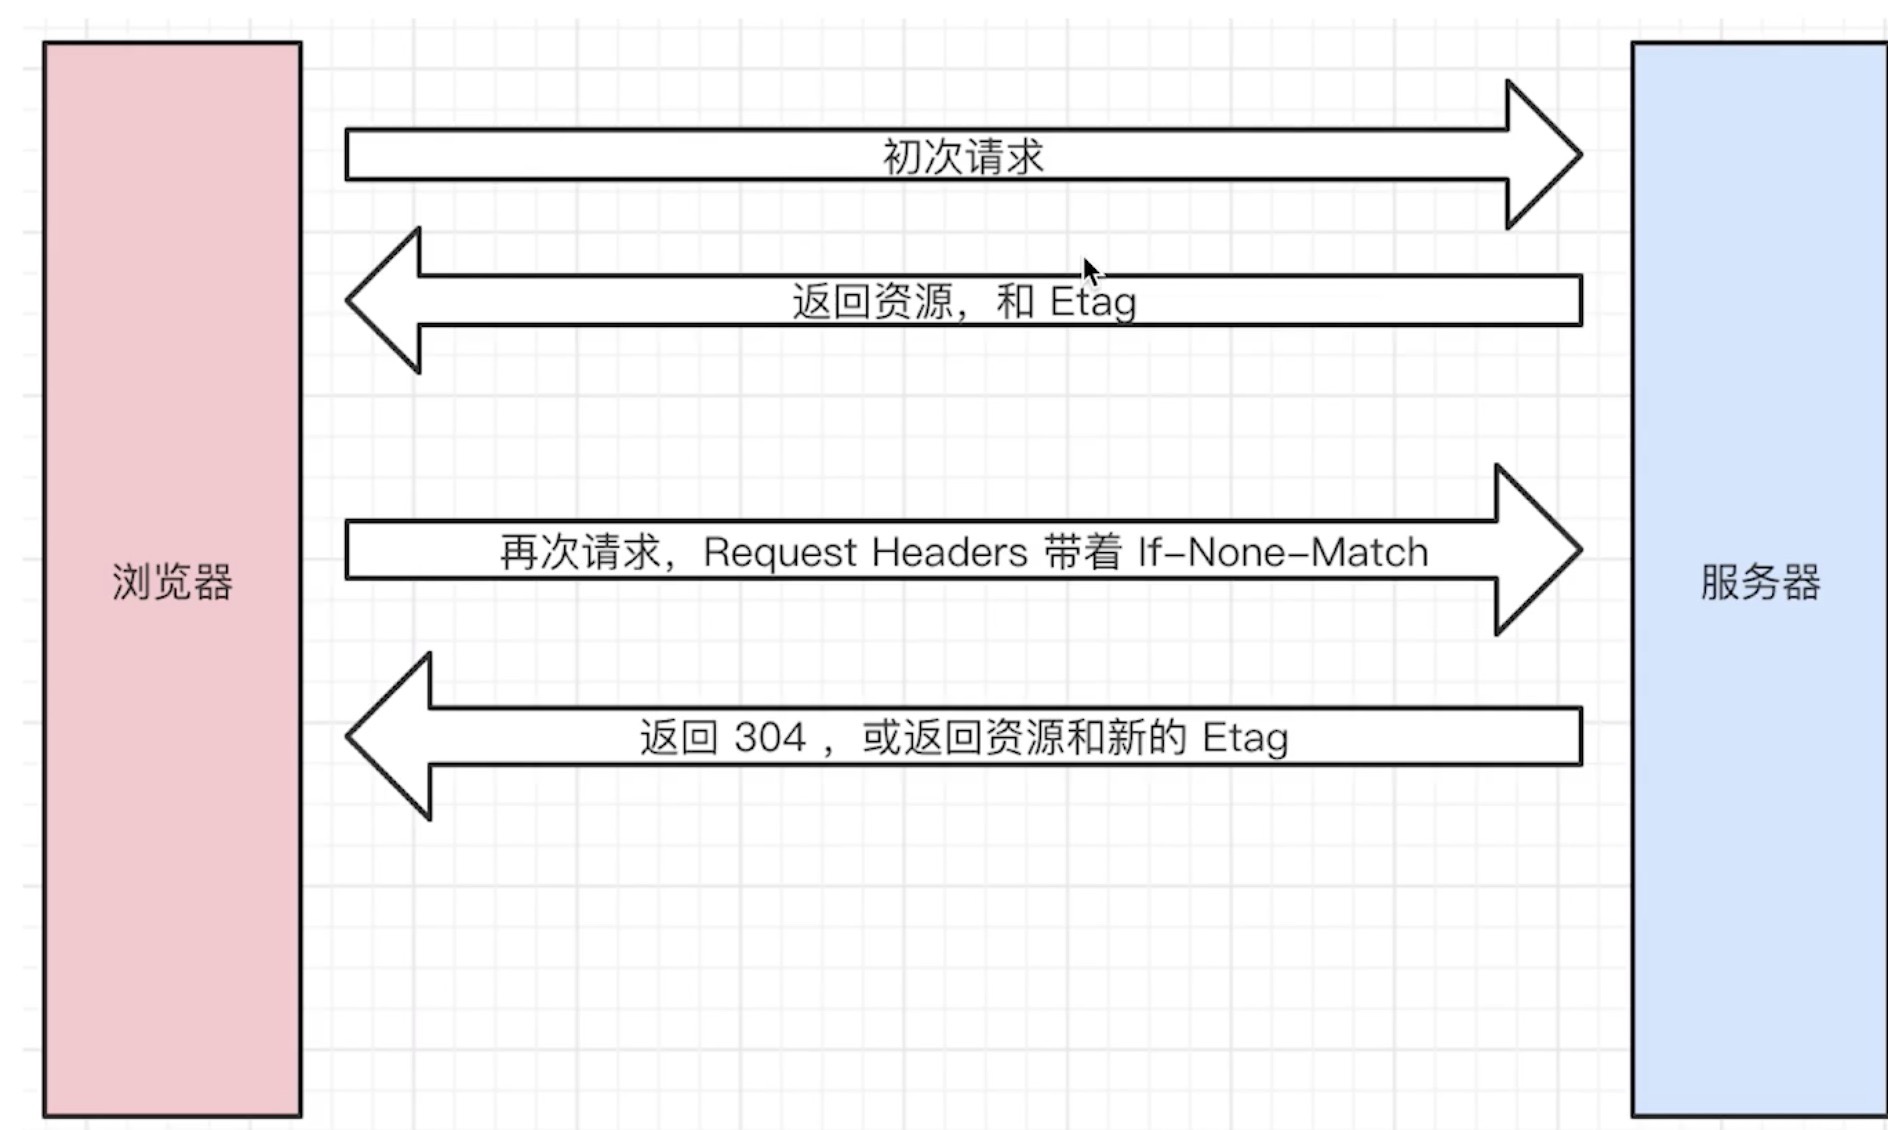 初次请求
返回资源，和 Etag
再次请求，Request Headers 带着 If-None-Match
浏览器
服务器
返回 304 ，或返回资源和新的 Etag